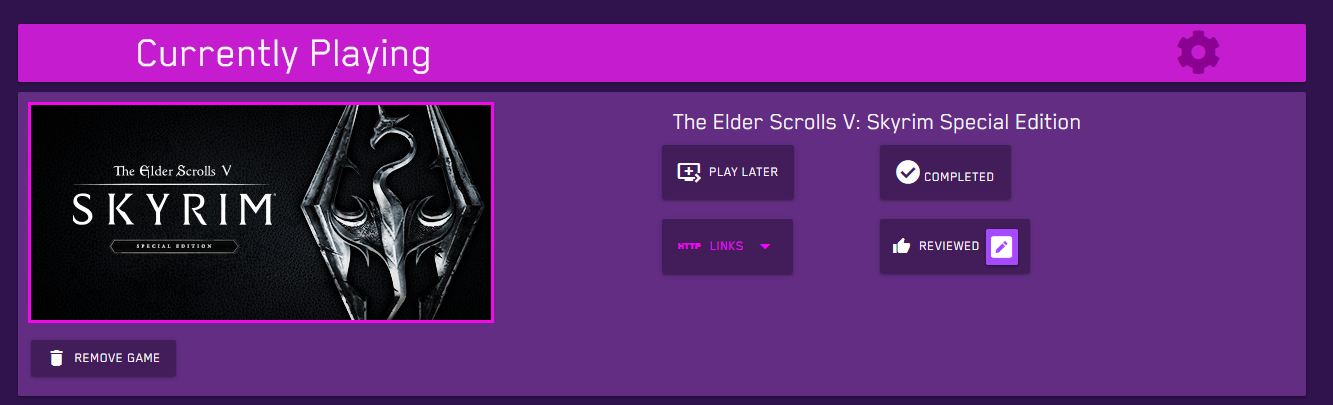 Currently Playing
The Elder Scrolls V
SKYRIM
SPECIAL EDITION
The Elder Scrolls V: Skyrim Special Edition
PLAY LATER
COMPLETED
HTTP LINKS
REVIEWED
REMOVE GAME